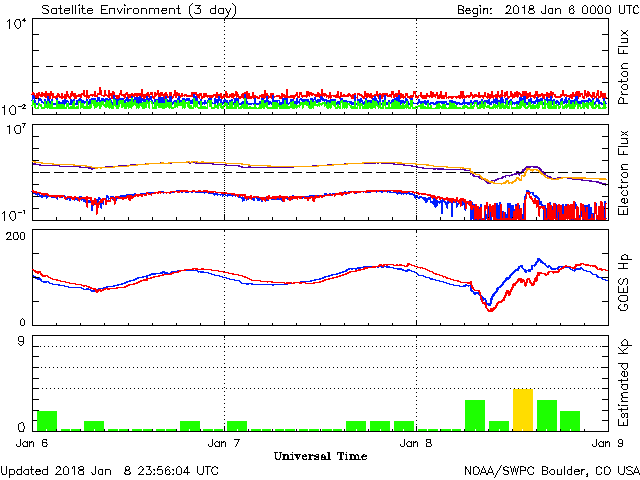 Satellite Environment (3 day) Begin: 2018 Jan 6 0000 UTC
10⁴
10⁻²
Proton Flux
10⁷
10⁻¹
Electron Flux
200
0
GOES Hp
9
0
Estimated Kp
Jan 6 Jan 7 Jan 8 Jan 9
Universal Time
Updated 2018 Jan 8 23:56:04 UTC NOAA/SWPC Boulder, CO USA